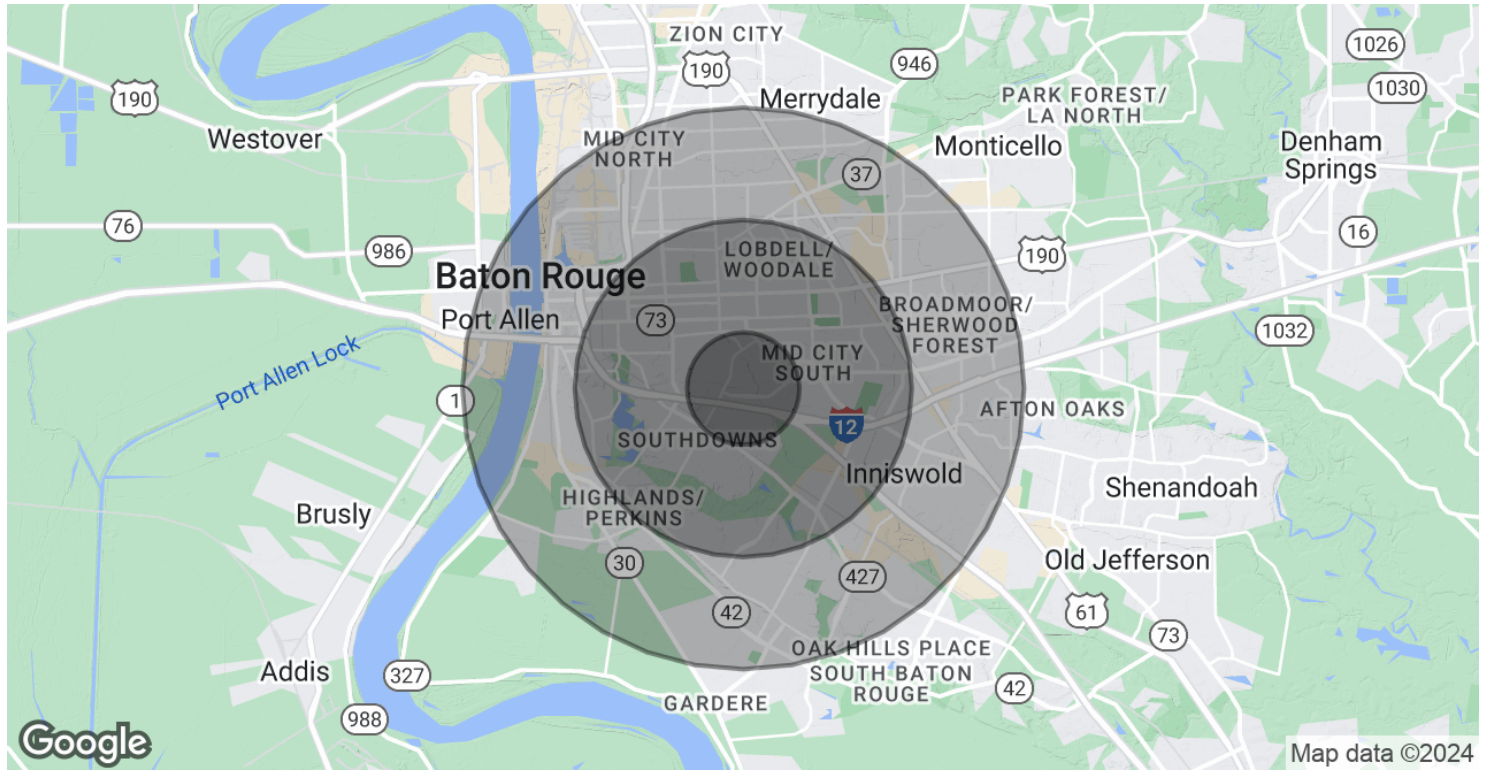 ZION CITY
190
946
1026
1030
190
Westover
Merrydale
PARK FOREST/
LA NORTH
MID CITY
NORTH
Monticello
Denham
Springs
37
76
986
16
LOBDELL/
WOODALE
190
Baton Rouge
Port Allen
73
BROADMOOR/
SHERWOOD
FOREST
1032
Port Allen Lock
MID CITY
SOUTH
1
AFTON OAKS
12
SOUTHDOWNS
Inniswold
Shenandoah
HIGHLANDS/
PERKINS
Brusly
30
427
Old Jefferson
42
61
73
OAK HILLS PLACE
SOUTH BATON
ROUGE
Addis
327
42
GARDERE
988
Google
Map data ©2024